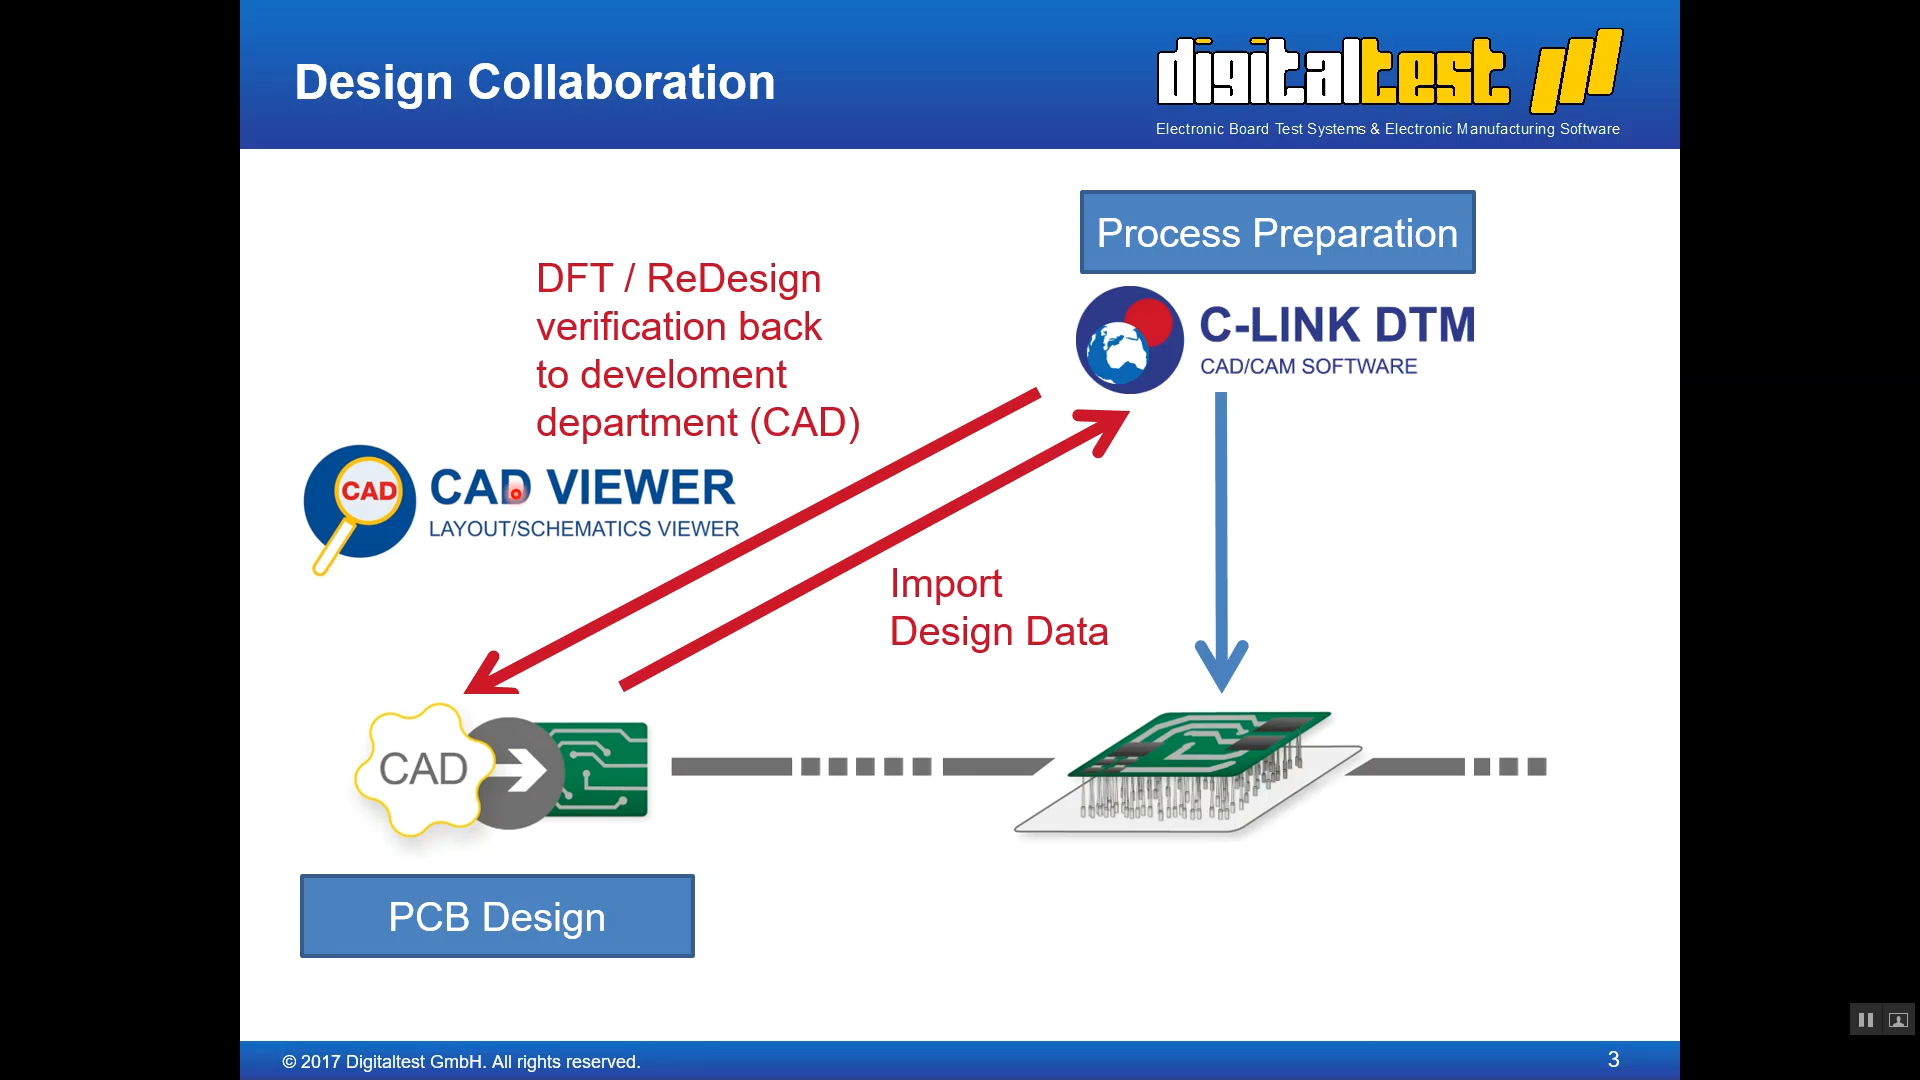 Design Collaboration
digitaltest
Electronic Board Test Systems & Electronic Manufacturing Software
Process Preparation
C-LINK DTM
CAD/CAM SOFTWARE
DFT / ReDesign
verification back
to develoment
department (CAD)
CAD
CAD VIEWER
LAYOUT/SCHEMATICS VIEWER
Import
Design Data
CAD
PCB Design
© 2017 Digitaltest GmbH. All rights reserved.
3